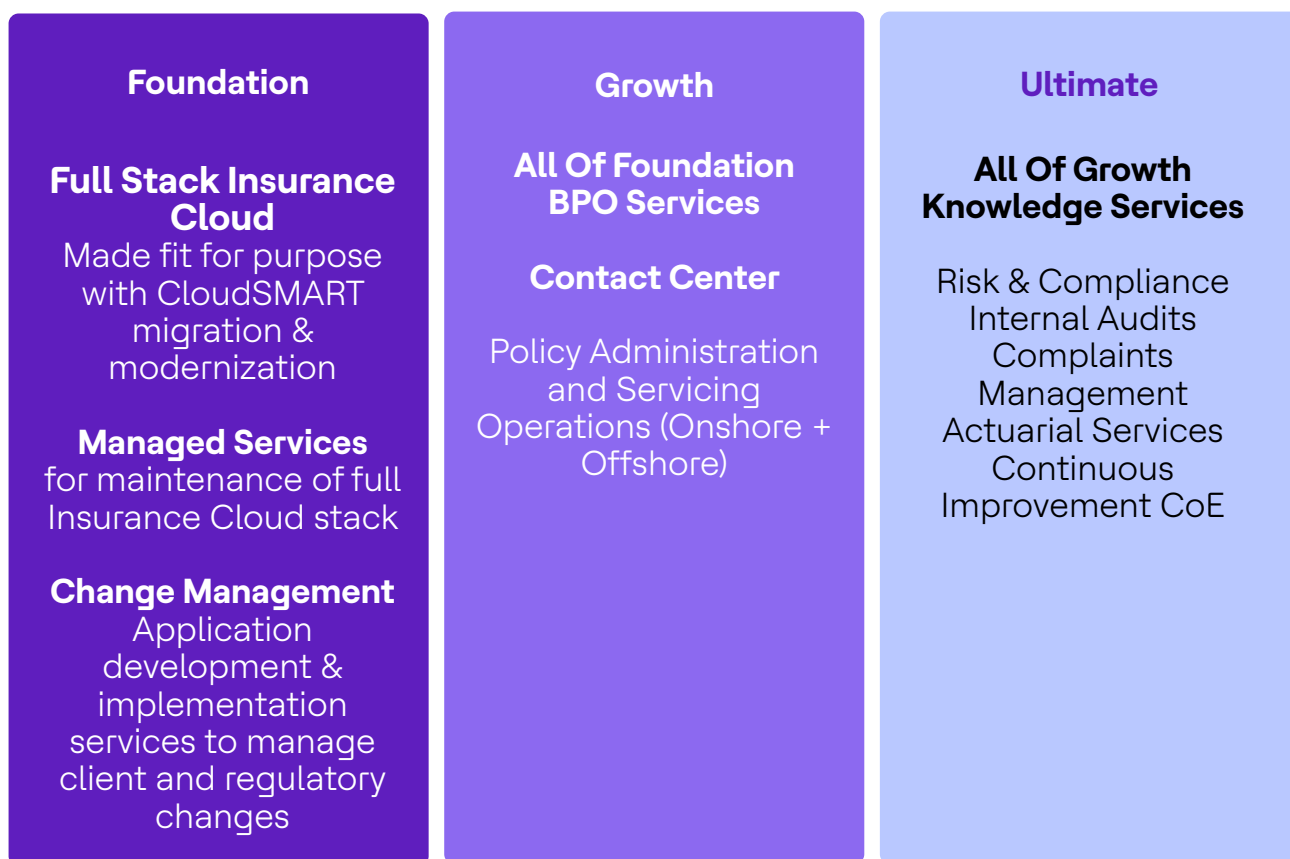 Foundation
Full Stack Insurance
Cloud
Made fit for purpose
with CloudSMART
migration &
modernization
Managed Services
for maintenance of full
Insurance Cloud stack
Change Management
Application
development &
implementation
services to manage
client and regulatory
changes
Growth
All Of Foundation
BPO Services
Contact Center
Policy Administration
and Servicing
Operations (Onshore +
Offshore)
Ultimate
All Of Growth
Knowledge Services
Risk & Compliance
Internal Audits
Complaints
Management
Actuarial Services
Continuous
Improvement CoE